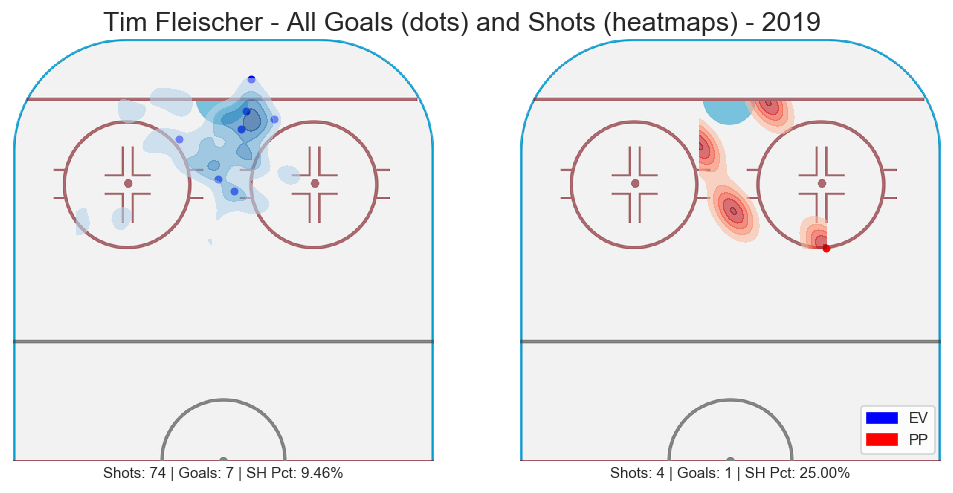 Tim Fleischer - All Goals (dots) and Shots (heatmaps) - 2019
EV
PP
Shots: 74 | Goals: 7 | SH Pct: 9.46%
Shots: 4 | Goals: 1 | SH Pct: 25.00%